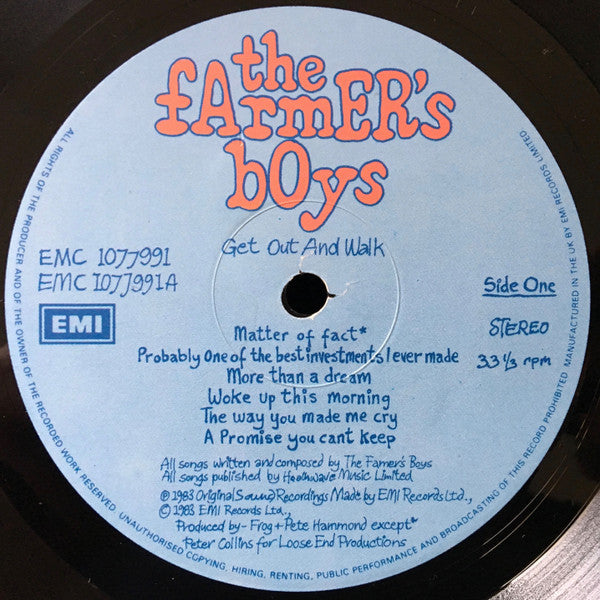 the
fArmER's
bOys
Get Out And Walk
EMC 1077991
EMC 1077991A
EMI
Side One
STEREO
33 1/3 rpm
Matter of fact*
Probably One of the best investments I ever made
More than a dream
Woke up this morning
The way you made me cry
A Promise you cant keep
All songs written and composed by The Farmer's Boys
All songs published by Hoothwave Music Limited
℗ 1983 Original Sound Recordings Made by EMI Records Ltd.,
© 1983 EMI Records Ltd.,
Produced by - Frog + Pete Hammond except*
Peter Collins for Loose End Productions
ALL RIGHTS OF THE PRODUCER AND OF THE OWNER OF THE RECORDED WORK RESERVED. UNAUTHORISED COPYING, HIRING, RENTING, PUBLIC PERFORMANCE AND BROADCASTING OF THIS RECORD PROHIBITED. MANUFACTURED IN THE UK BY EMI RECORDS LIMITED